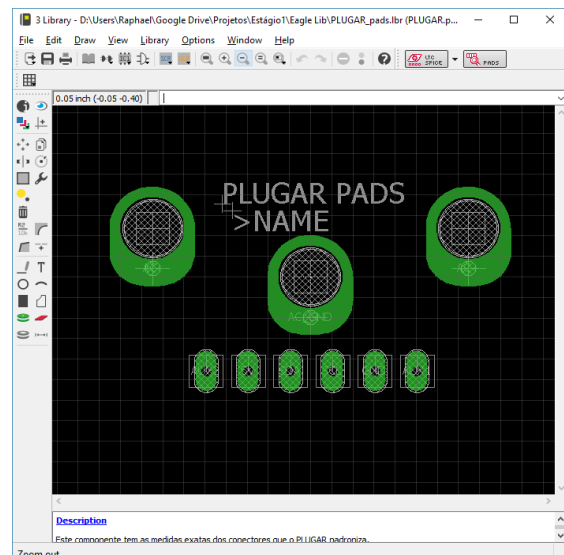 3 Library - D:\Users\Raphael\Google Drive\Projetos\Estágio1\Eagle Lib\PLUGAR_pads.lbr (PLUGAR.p...
File Edit Draw View Library Options Window Help
LTC SPICE PADS
0.05 inch (-0.05 -0.40)
PLUGAR PADS
>NAME
Description
Este componente tem as medidas exatas dos conectores que o PLUGAR padroniza.
Zoom out